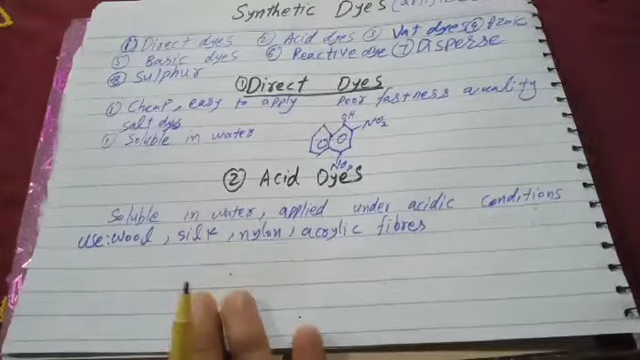 Synthetic Dyes
① Direct dyes ② Acid dyes ③ Vat dyes ④ Azoic
⑤ Basic dyes ⑥ Reactive dye ⑦ Disperse
⑧ Sulphur
① Direct Dyes
① Cheap, easy to apply Poor fastness quality
salt dyes
① Soluble in water
OH
NO2
NO2
② Acid Dyes
Soluble in water, applied under acidic conditions
use: wool, silk, nylon, acrylic fibres